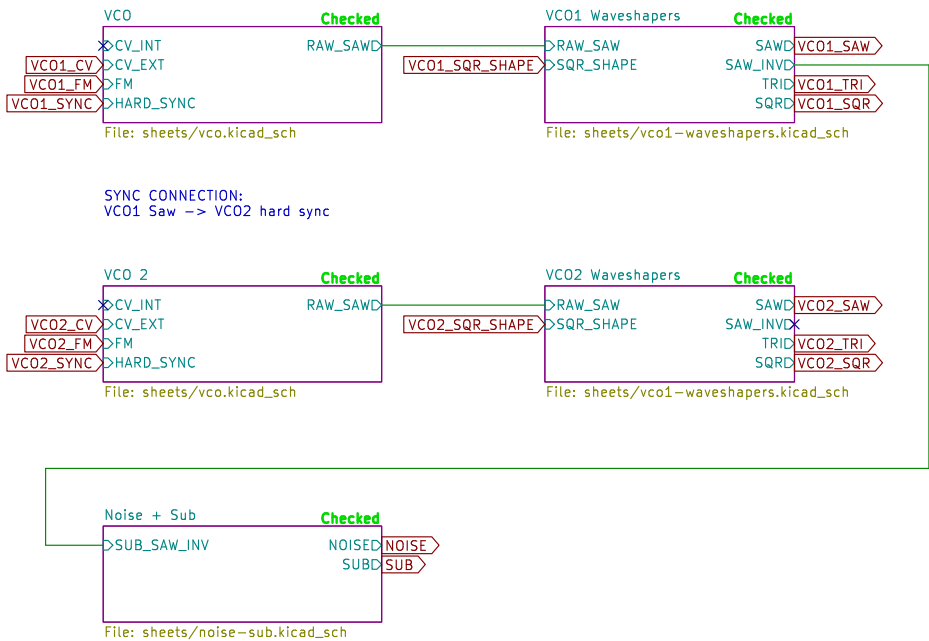 VCO Checked
CV_INT RAW_SAW
VCO1_CV CV_EXT
VCO1_FM FM
VCO1_SYNC HARD_SYNC
File: sheets/vco.kicad_sch
VCO1 Waveshapers Checked
RAW_SAW SAW VCO1_SAW
VCO1_SQR_SHAPE SQR_SHAPE SAW_INV
TRI VCO1_TRI
SQR VCO1_SQR
File: sheets/vco1-waveshapers.kicad_sch
SYNC CONNECTION:
VCO1 Saw -> VCO2 hard sync
VCO 2 Checked
CV_INT RAW_SAW
VCO2_CV CV_EXT
VCO2_FM FM
VCO2_SYNC HARD_SYNC
File: sheets/vco.kicad_sch
VCO2 Waveshapers Checked
RAW_SAW SAW VCO2_SAW
VCO2_SQR_SHAPE SQR_SHAPE SAW_INV
TRI VCO2_TRI
SQR VCO2_SQR
File: sheets/vco1-waveshapers.kicad_sch
Noise + Sub Checked
SUB_SAW_INV NOISE NOISE
SUB SUB
File: sheets/noise-sub.kicad_sch